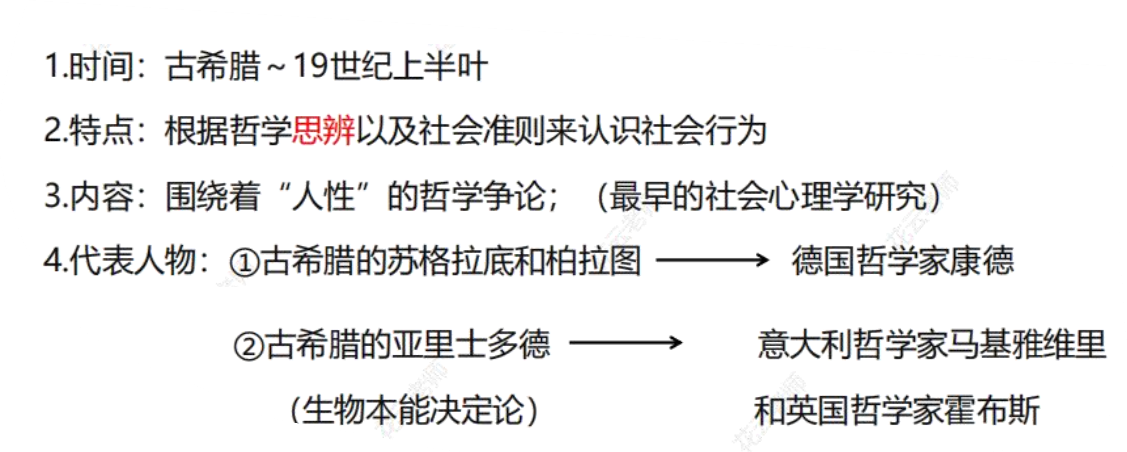 1.时间：古希腊～19世纪上半叶
2.特点：根据哲学思辨以及社会准则来认识社会行为
3.内容：围绕着“人性”的哲学争论；（最早的社会心理学研究）
4.代表人物：①古希腊的苏格拉底和柏拉图 → 德国哲学家康德
②古希腊的亚里士多德 → 意大利哲学家马基雅维里
（生物本能决定论） 和英国哲学家霍布斯